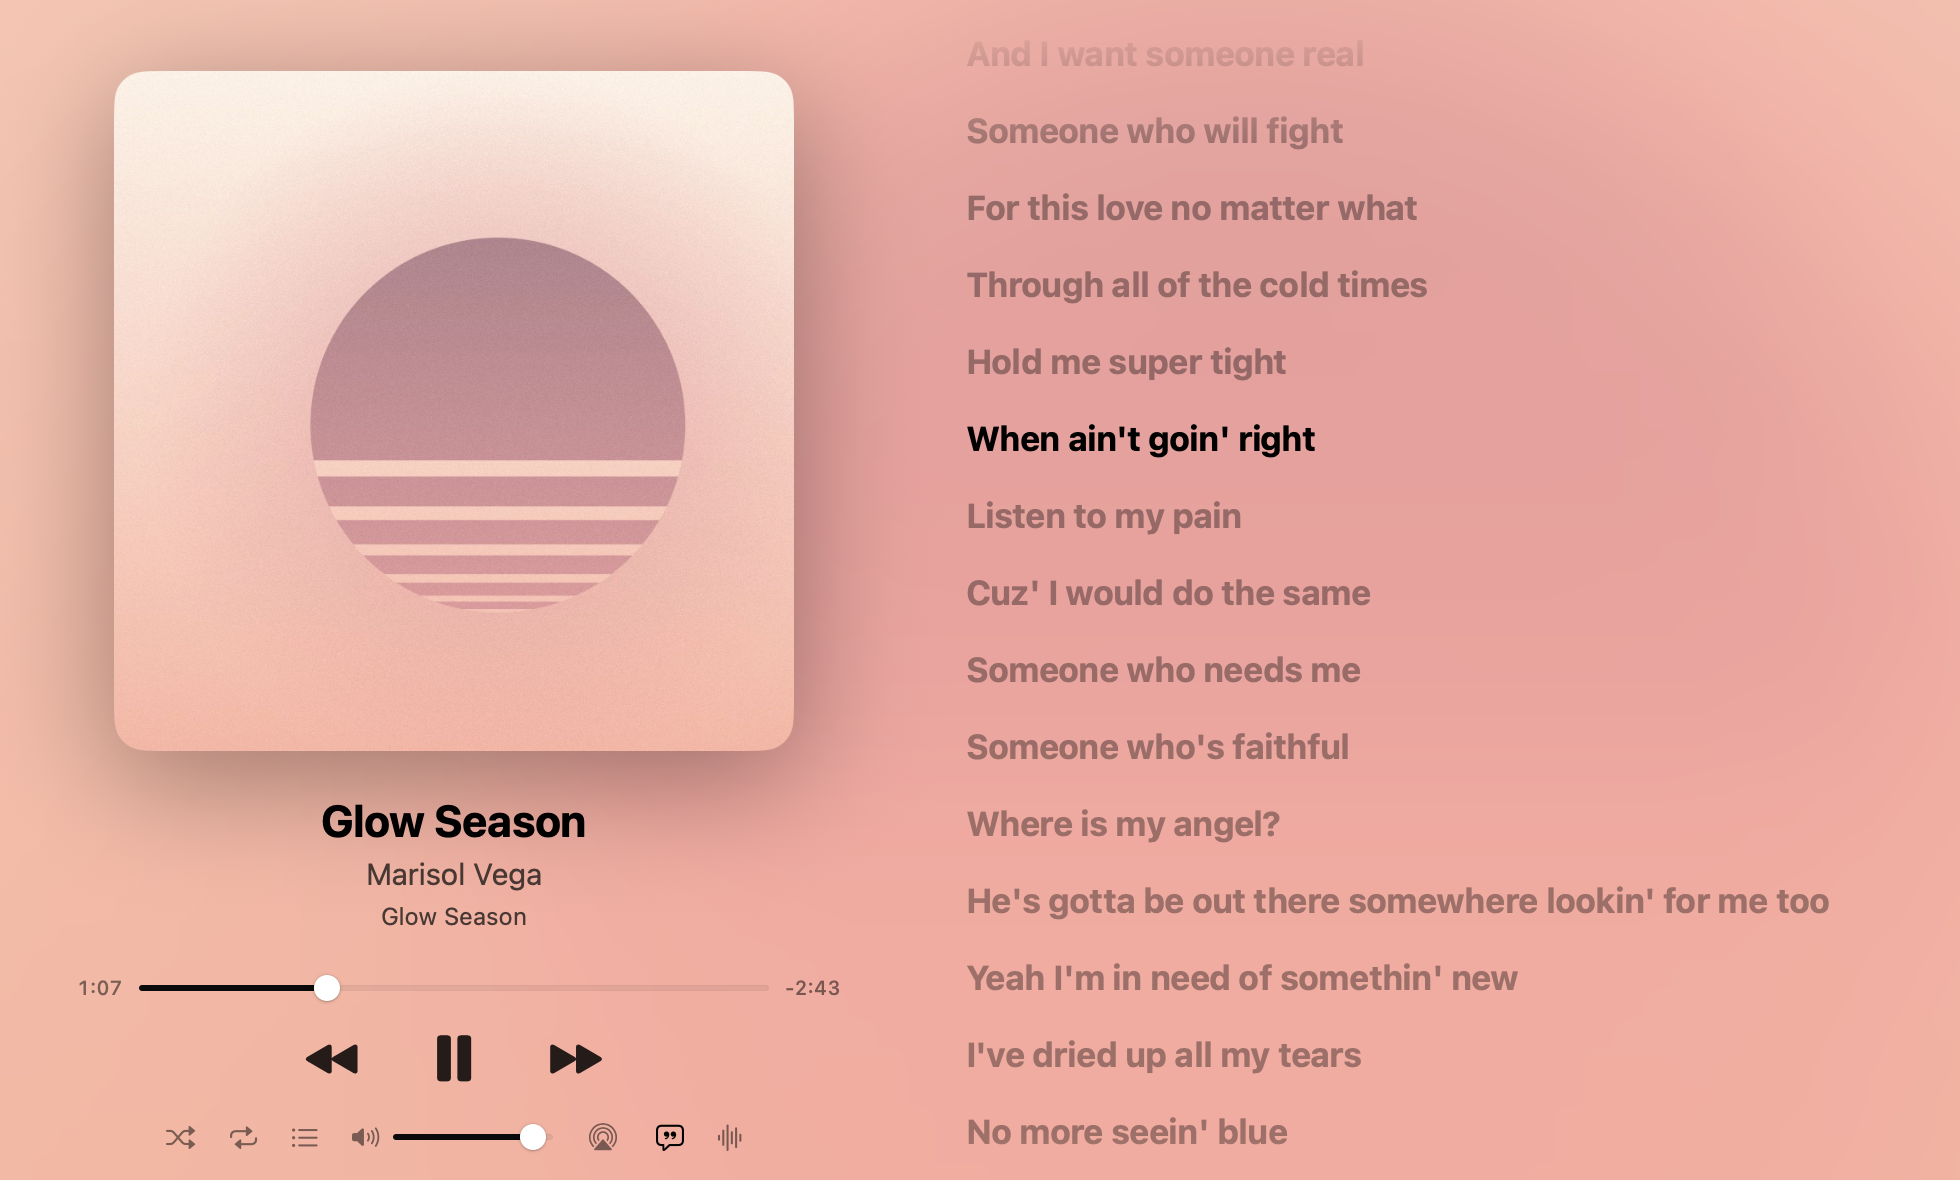 Glow Season
Marisol Vega
Glow Season
1:07
-2:43
And I want someone real
Someone who will fight
For this love no matter what
Through all of the cold times
Hold me super tight
When ain't goin' right
Listen to my pain
Cuz' I would do the same
Someone who needs me
Someone who's faithful
Where is my angel?
He's gotta be out there somewhere lookin' for me too
Yeah I'm in need of somethin' new
I've dried up all my tears
No more seein' blue